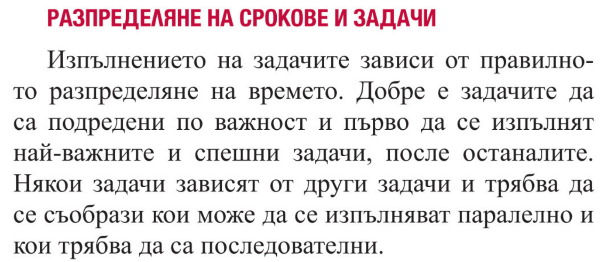 РАЗПРЕДЕЛЯНЕ НА СРОКОВЕ И ЗАДАЧИ
Изпълнението на задачите зависи от правилно-
то разпределяне на времето. Добре е задачите да
са подредени по важност и първо да се изпълнят
най-важните и спешни задачи, после останалите.
Някои задачи зависят от други задачи и трябва да
се съобрази кои може да се изпълняват паралелно и
кои трябва да са последователни.